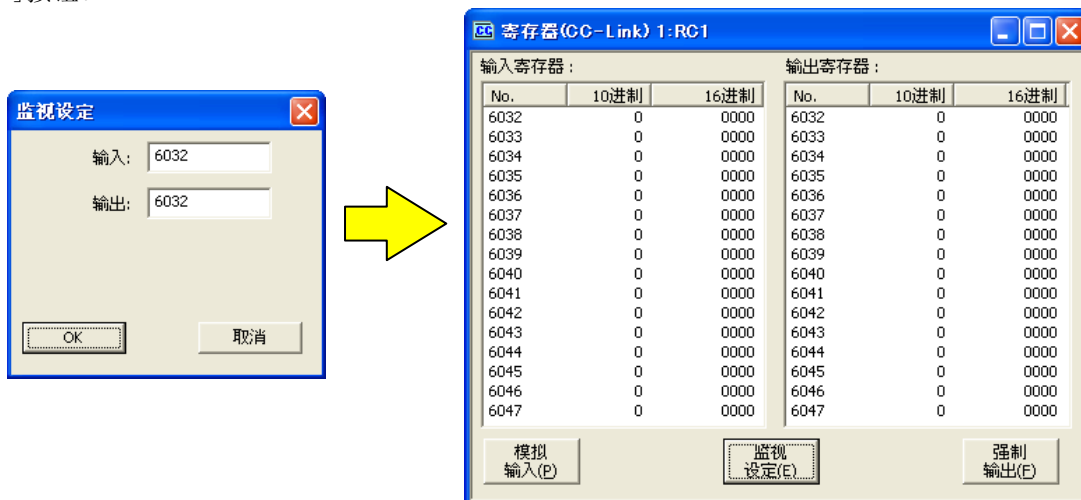 监视设定
输入: 6032
输出: 6032
OK 取消
寄存器(CC-Link) 1:RC1
输入寄存器: 输出寄存器:
No. 10进制 16进制 No. 10进制 16进制
6032 0 0000 6032 0 0000
6033 0 0000 6033 0 0000
6034 0 0000 6034 0 0000
6035 0 0000 6035 0 0000
6036 0 0000 6036 0 0000
6037 0 0000 6037 0 0000
6038 0 0000 6038 0 0000
6039 0 0000 6039 0 0000
6040 0 0000 6040 0 0000
6041 0 0000 6041 0 0000
6042 0 0000 6042 0 0000
6043 0 0000 6043 0 0000
6044 0 0000 6044 0 0000
6045 0 0000 6045 0 0000
6046 0 0000 6046 0 0000
6047 0 0000 6047 0 0000
模拟
输入(P)
监视
设定(E)
强制
输出(F)